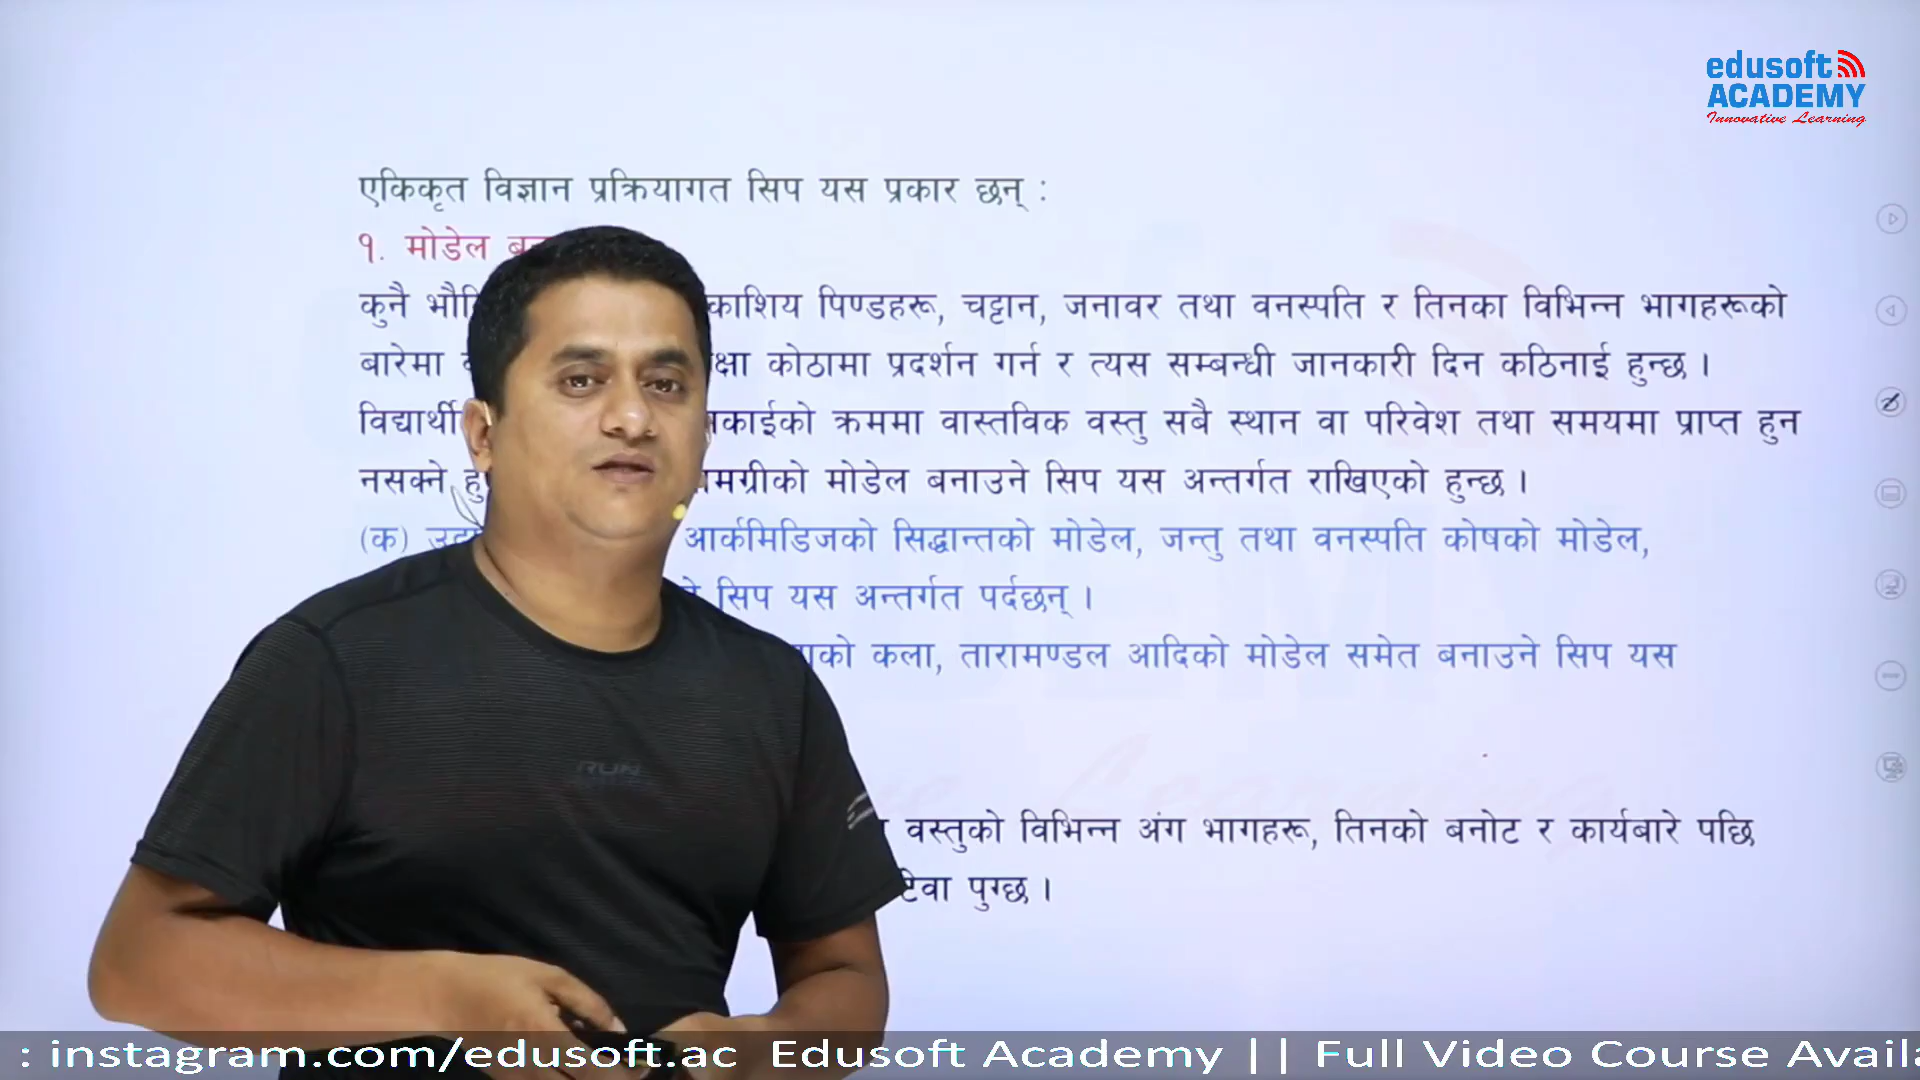 edusoft
ACADEMY
Innovative Learning
एकिकृत विज्ञान प्रक्रियागत सिप यस प्रकार छन् :
१. मोडेल
कुनै काशिय पिण्डहरू, चट्टान, जनावर तथा वनस्पति र तिनका विभिन्न भागहरूको
बारेमा क्षा कोठामा प्रदर्शन गर्न र त्यस सम्बन्धी जानकारी दिन कठिनाई हुन्छ ।
विद्यार्थी काईको क्रममा वास्तविक वस्तु सबै स्थान वा परिवेश तथा समयमा प्राप्त हुन
नसक्ने मग्रीको मोडेल बनाउने सिप यस अन्तर्गत राखिएको हुन्छ ।
(क) आर्कमिडिजको सिद्धान्तको मोडेल, जन्तु तथा वनस्पति कोषको मोडेल,
सिप यस अन्तर्गत पर्दछन् ।
को कला, तारामण्डल आदिको मोडेल समेत बनाउने सिप यस
वस्तुको विभिन्न अंग भागहरू, तिनको बनोट र कार्यबारे पछि
टेवा पुग्छ ।
: instagram.com/edusoft.ac Edusoft Academy || Full Video Course Avail